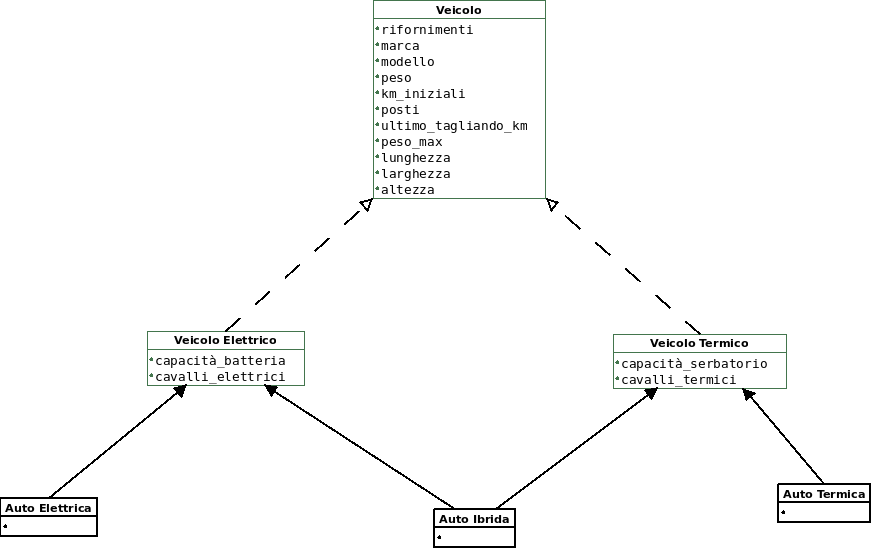 Veicolo
rifornimenti
marca
modello
peso
km_iniziali
posti
ultimo_tagliando_km
peso_max
lunghezza
larghezza
altezza
Veicolo Elettrico
capacità_batteria
cavalli_elettrici
Veicolo Termico
capacità_serbatorio
cavalli_termici
Auto Elettrica
Auto Ibrida
Auto Termica